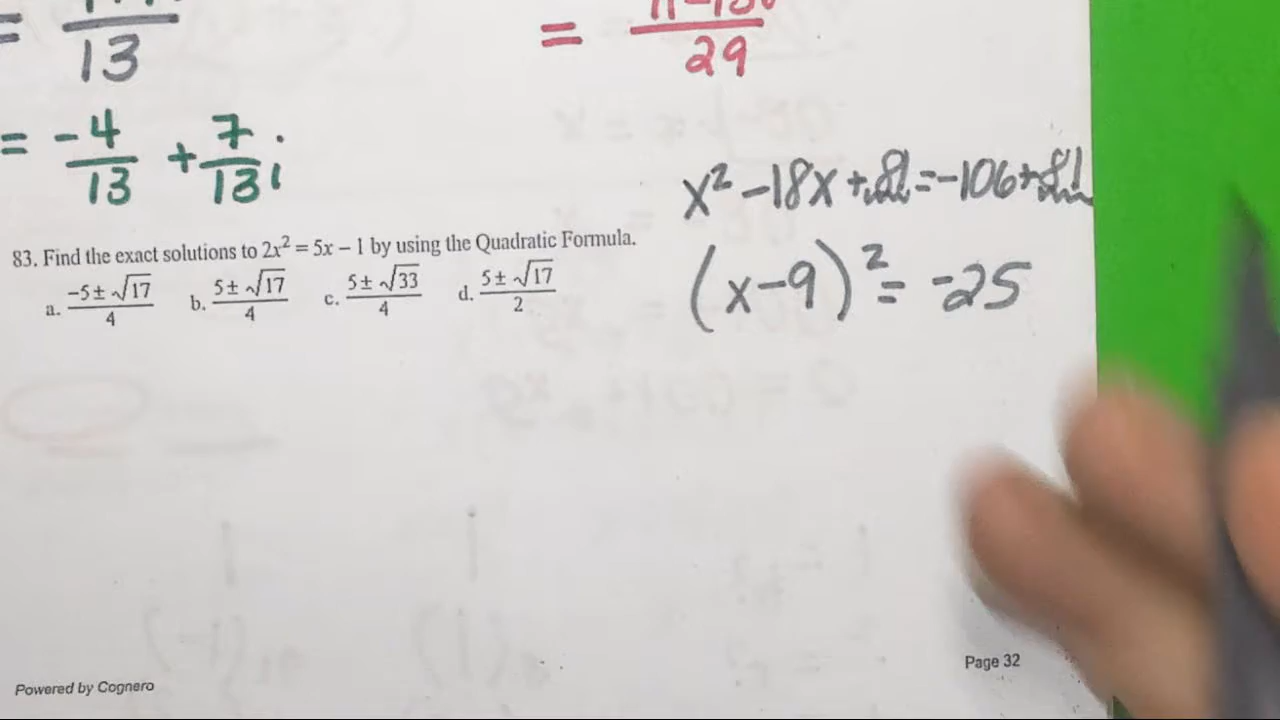 =
13
=
29
= -4/13 + 7/13 i
x² - 18x + 81 = -106 + 81
(x - 9)² = -25
83. Find the exact solutions to 2x² = 5x – 1 by using the Quadratic Formula.
a. (-5 ± √17)/4 b. (5 ± √17)/4 c. (5 ± √33)/4 d. (5 ± √17)/2
Page 32
Powered by Cognero